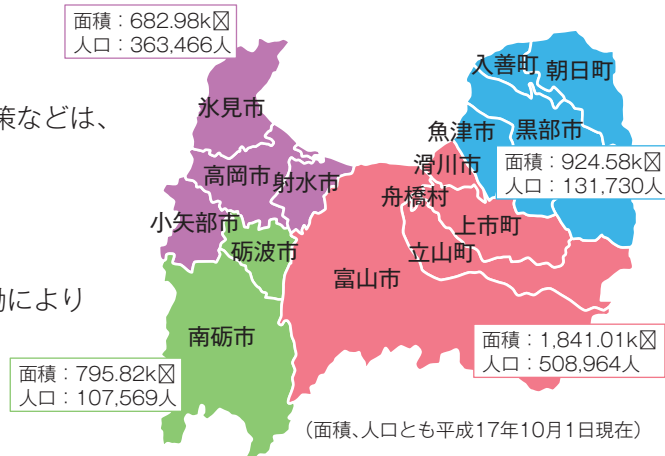 面積：682.98k〼
人口：363,466人
策などは、
動により
入善町
朝日町
氷見市
魚津市
黒部市
面積：924.58k〼
人口：131,730人
滑川市
高岡市
射水市
舟橋村
上市町
小矢部市
砺波市
立山町
富山市
南砺市
面積：1,841.01k〼
人口：508,964人
面積：795.82k〼
人口：107,569人
（面積、人口とも平成17年10月1日現在）